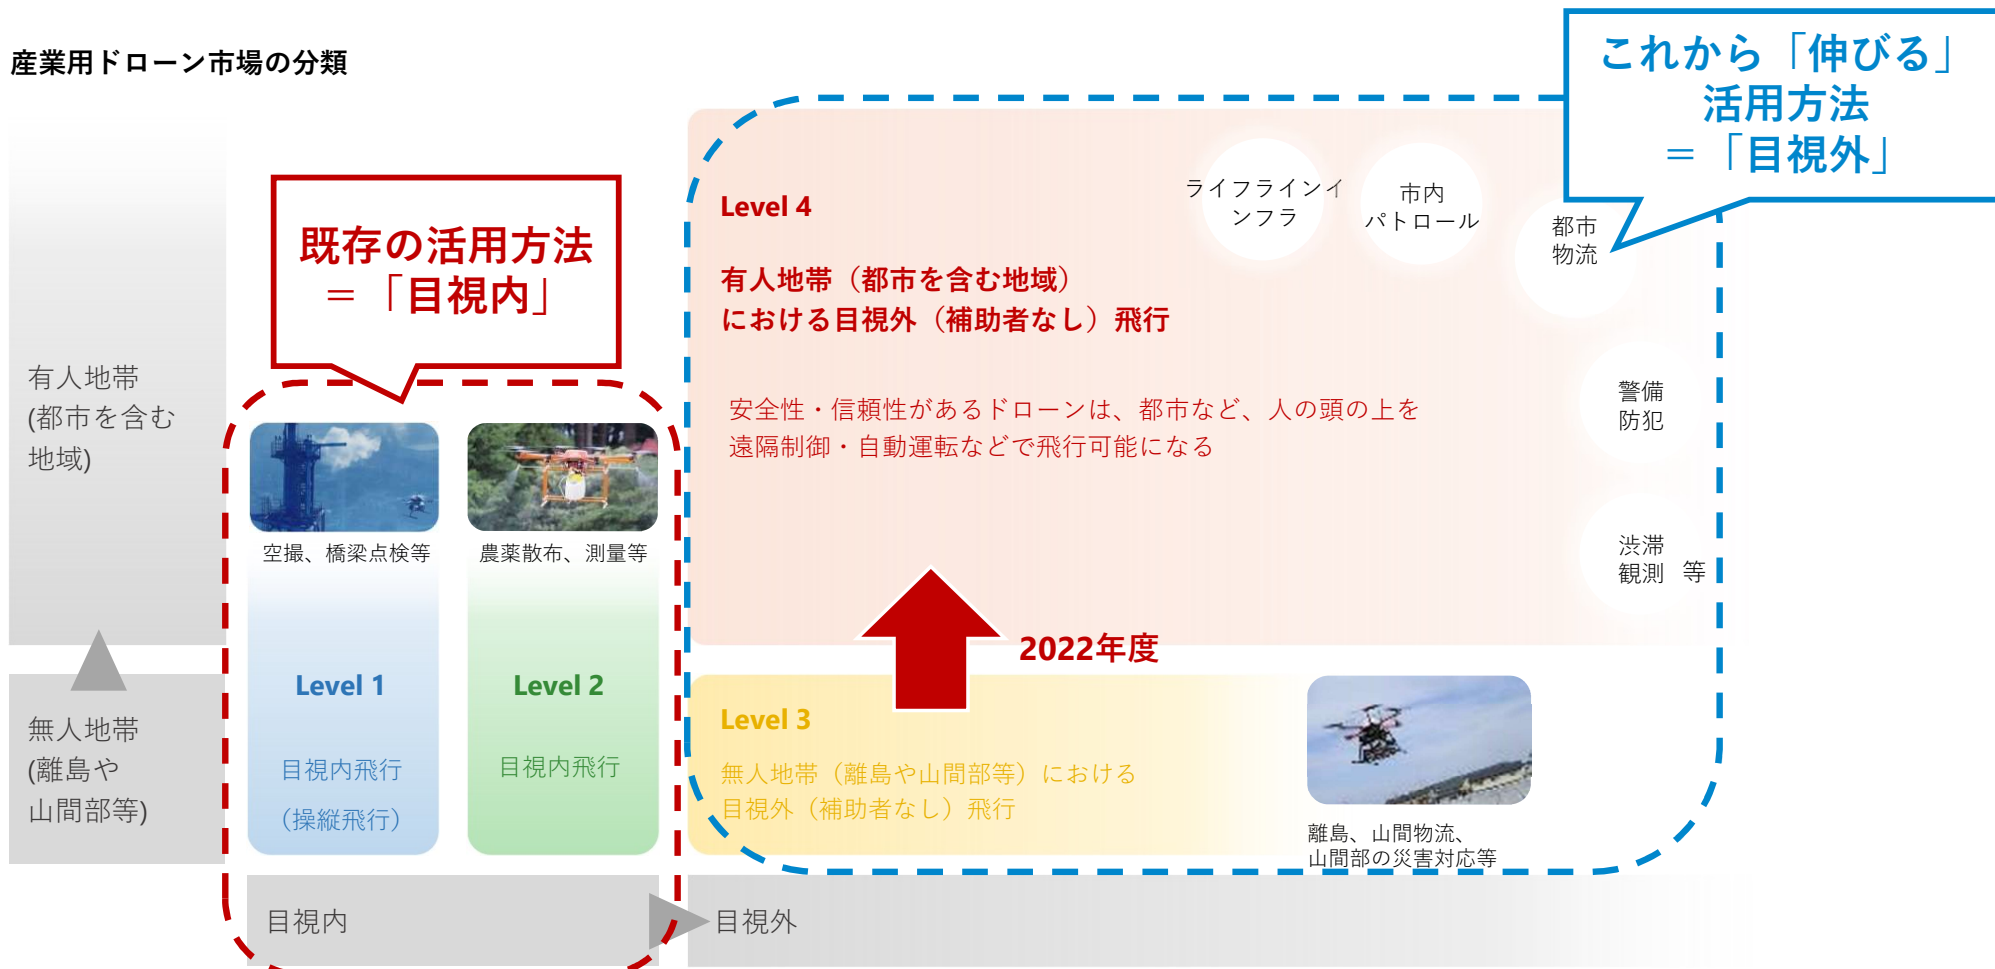 産業用ドローン市場の分類
これから「伸びる」
活用方法
＝「目視外」
既存の活用方法
＝「目視内」
Level 4
有人地帯（都市を含む地域）
における目視外（補助者なし）飛行
安全性・信頼性があるドローンは、都市など、人の頭の上を
遠隔制御・自動運転などで飛行可能になる
ライフラインイ
ンフラ
市内
パトロール
都市
物流
警備
防犯
渋滞
観測
等
有人地帯
(都市を含む
地域)
空撮、橋梁点検等
農薬散布、測量等
2022年度
無人地帯
(離島や
山間部等)
Level 1
目視内飛行
（操縦飛行）
Level 2
目視内飛行
Level 3
無人地帯（離島や山間部等）における
目視外（補助者なし）飛行
離島、山間物流、
山間部の災害対応等
目視内
目視外